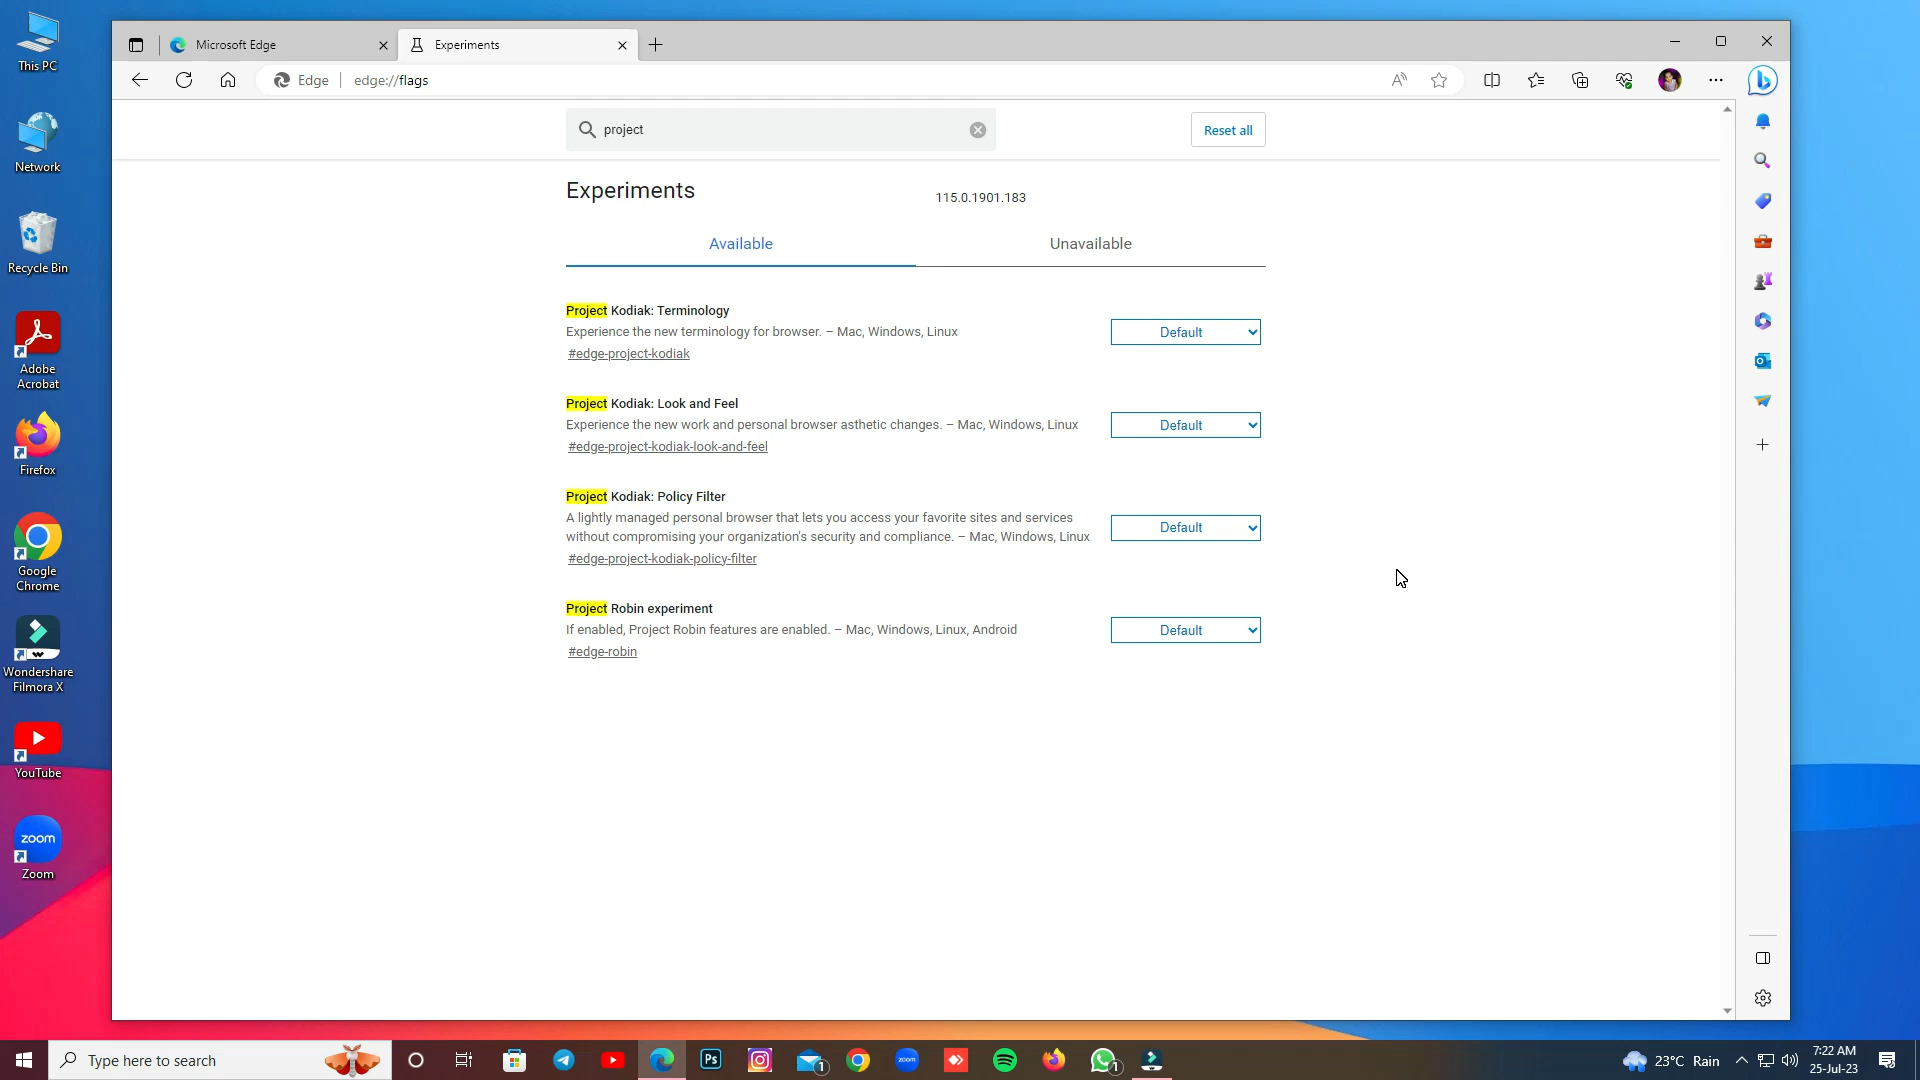 This PC
Network
Recycle Bin
Adobe
Acrobat
Firefox
Google
Chrome
Wondershare
Filmora X
YouTube
zoom
Zoom
Microsoft Edge
Experiments
Edge
edge://flags
project
Reset all
Experiments
115.0.1901.183
Available
Unavailable
Project Kodiak: Terminology
Experience the new terminology for browser. – Mac, Windows, Linux
#edge-project-kodiak
Default
Project Kodiak: Look and Feel
Experience the new work and personal browser asthetic changes. – Mac, Windows, Linux
#edge-project-kodiak-look-and-feel
Default
Project Kodiak: Policy Filter
A lightly managed personal browser that lets you access your favorite sites and services
without compromising your organization's security and compliance. – Mac, Windows, Linux
#edge-project-kodiak-policy-filter
Default
Project Robin experiment
If enabled, Project Robin features are enabled. – Mac, Windows, Linux, Android
#edge-robin
Default
Type here to search
Ps
1
zoom
1
23°C Rain
7:22 AM
25-Jul-23